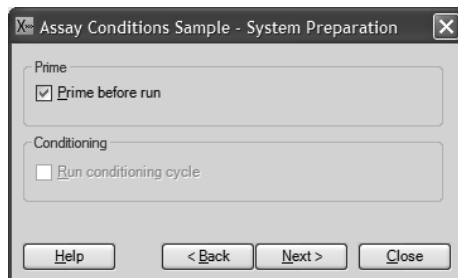 Assay Conditions Sample - System Preparation
Prime
Prime before run
Conditioning
Run conditioning cycle
Help
< Back
Next >
Close